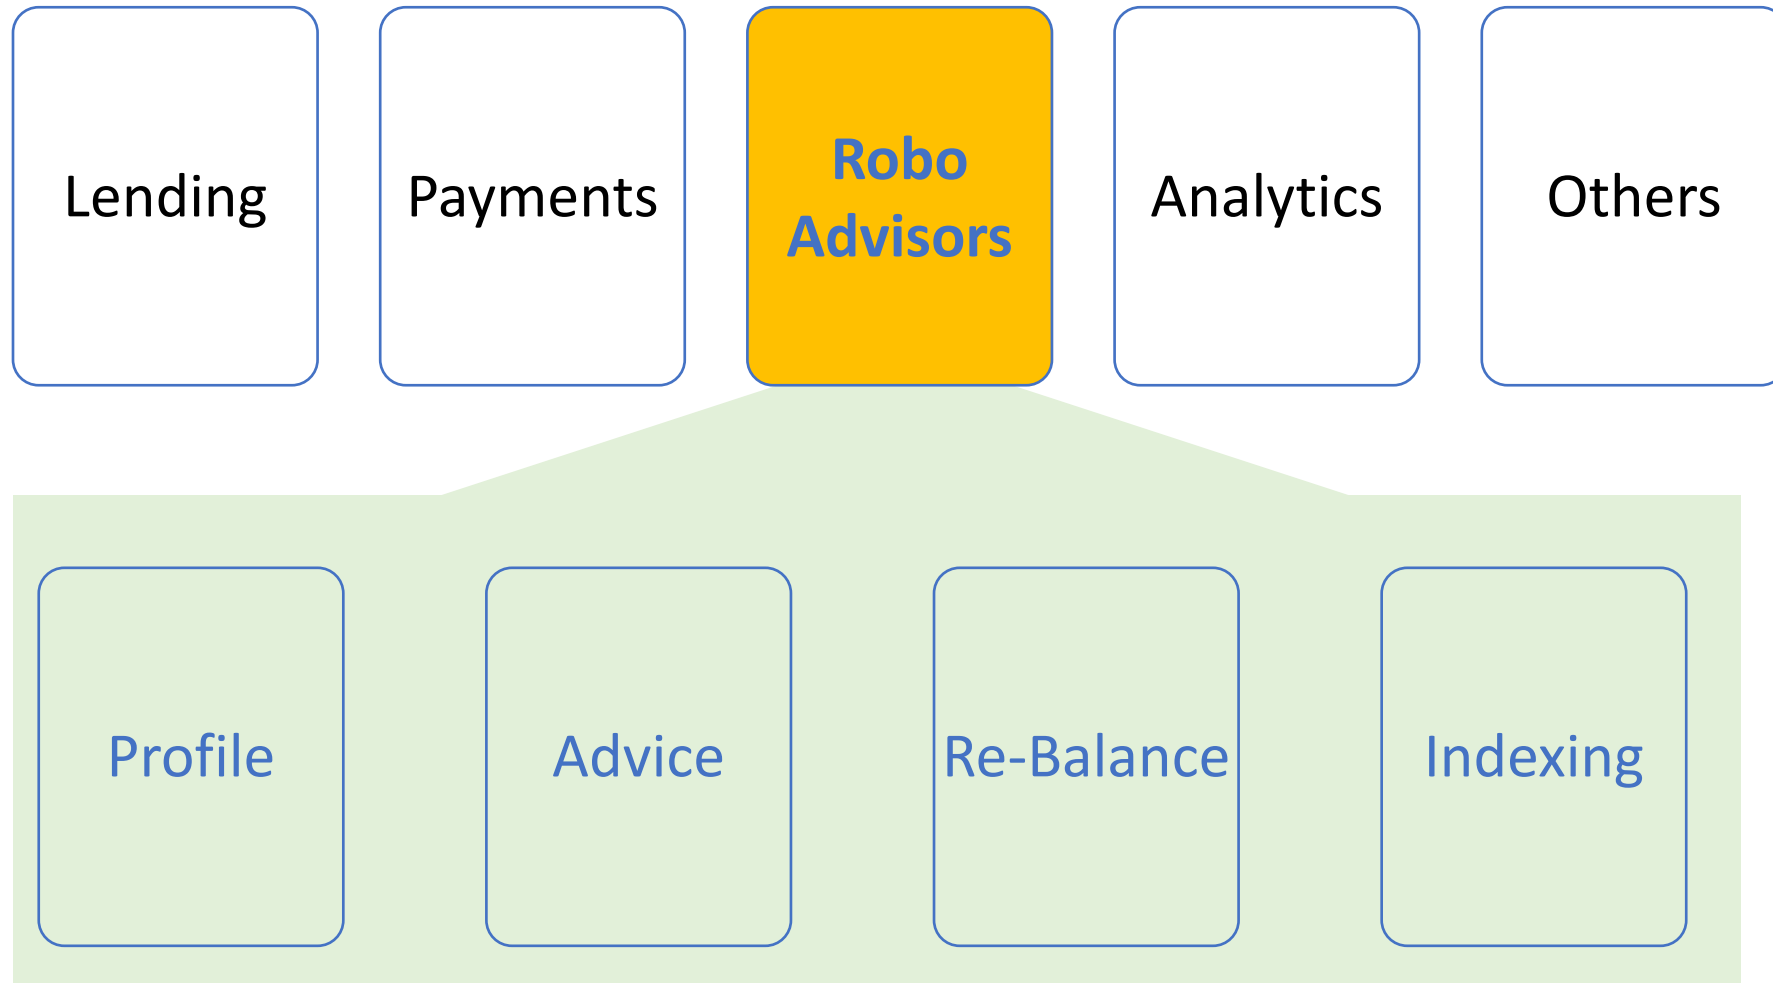 Lending
Payments
Robo
Advisors
Analytics
Others
Profile
Advice
Re-Balance
Indexing